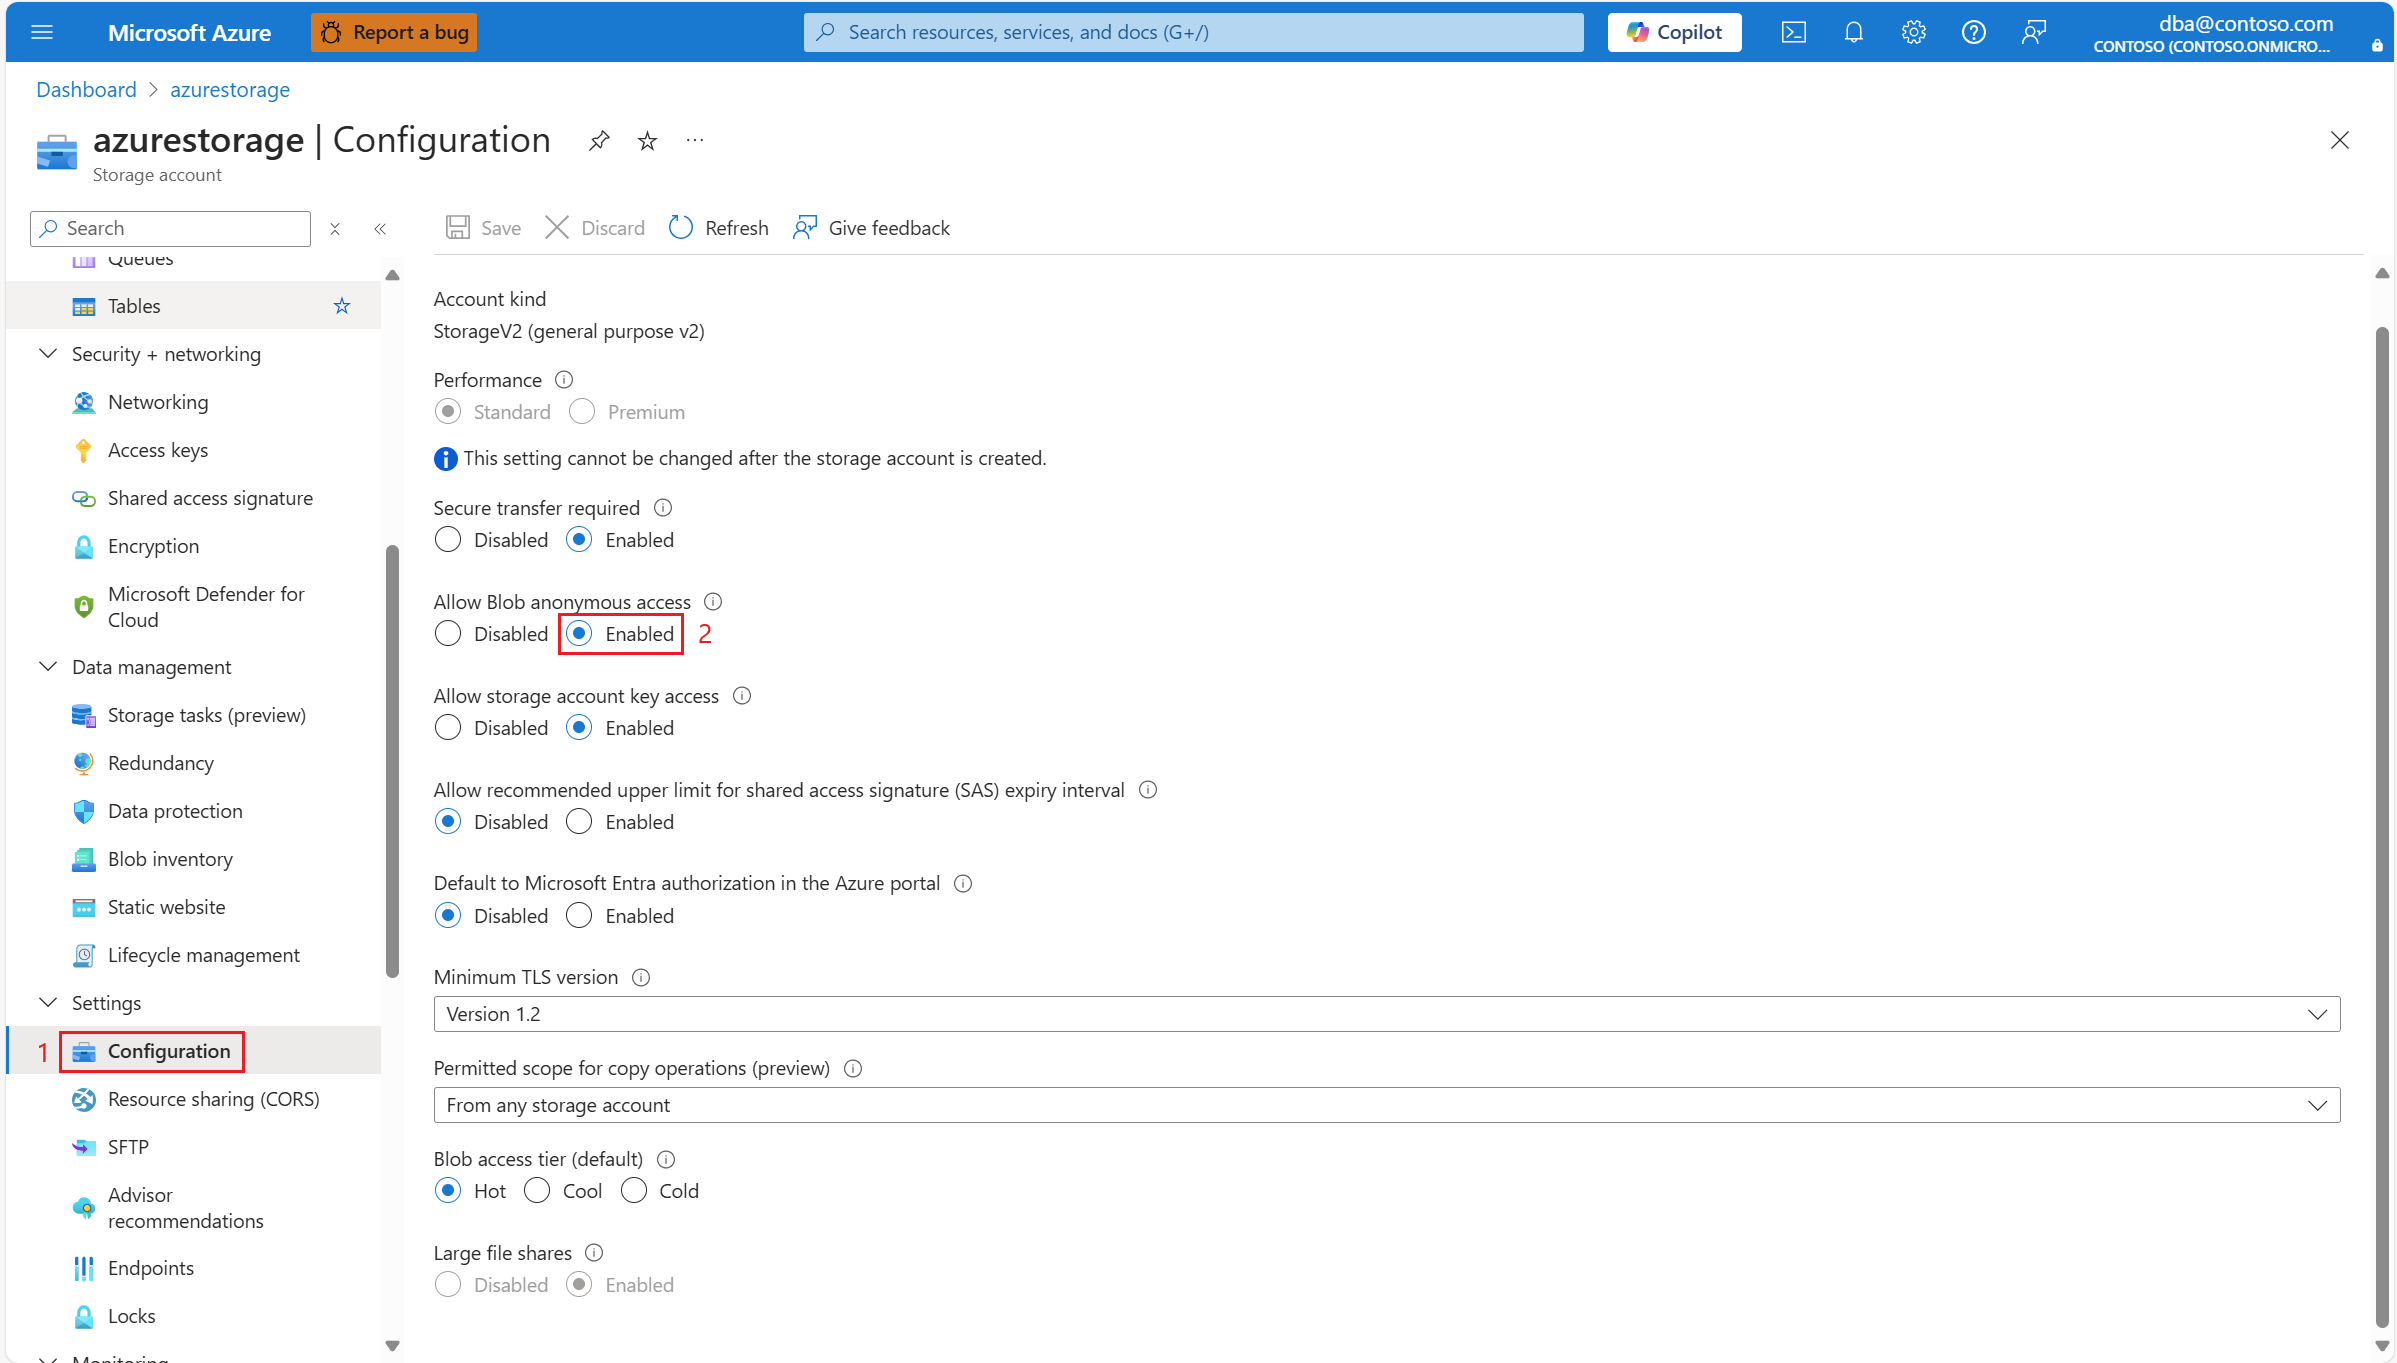 Microsoft Azure
Report a bug
Search resources, services, and docs (G+/)
Copilot
dba@contoso.com
CONTOSO (CONTOSO.ONMICRO...
Dashboard > azurestorage
azurestorage | Configuration
Storage account
Search
Save
Discard
Refresh
Give feedback
Queues
Tables
Security + networking
Networking
Access keys
Shared access signature
Encryption
Microsoft Defender for
Cloud
Data management
Storage tasks (preview)
Redundancy
Data protection
Blob inventory
Static website
Lifecycle management
Settings
1 Configuration
Resource sharing (CORS)
SFTP
Advisor
recommendations
Endpoints
Locks
Monitoring
Account kind
StorageV2 (general purpose v2)
Performance
Standard Premium
This setting cannot be changed after the storage account is created.
Secure transfer required
Disabled Enabled
Allow Blob anonymous access
Disabled Enabled 2
Allow storage account key access
Disabled Enabled
Allow recommended upper limit for shared access signature (SAS) expiry interval
Disabled Enabled
Default to Microsoft Entra authorization in the Azure portal
Disabled Enabled
Minimum TLS version
Version 1.2
Permitted scope for copy operations (preview)
From any storage account
Blob access tier (default)
Hot Cool Cold
Large file shares
Disabled Enabled